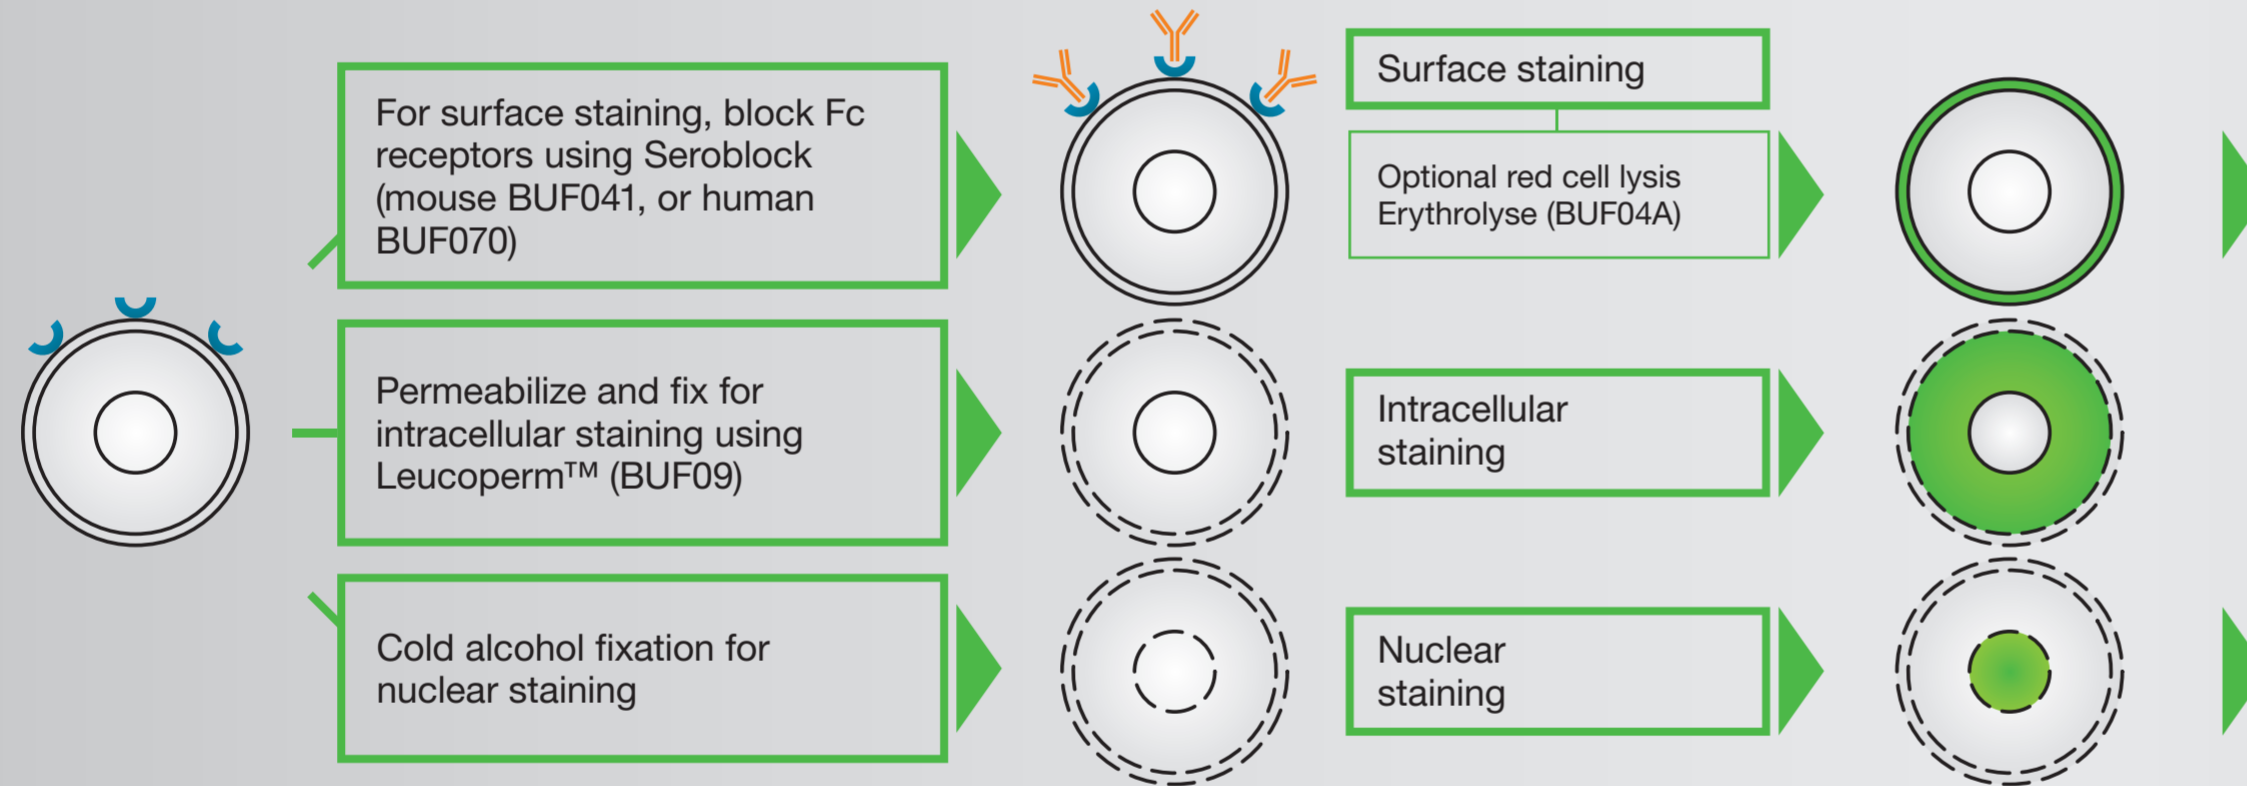 For surface staining, block Fc
receptors using Seroblock
(mouse BUF041, or human
BUF070)
Surface staining
Optional red cell lysis
Erythrolyse (BUF04A)
Permeabilize and fix for
intracellular staining using
Leucoperm™ (BUF09)
Intracellular
staining
Cold alcohol fixation for
nuclear staining
Nuclear
staining